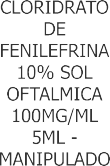 CLORIDRATO
DE
FENILEFRINA
10% SOL
OFTALMICA
100MG/ML
5ML -
MANIPULADO